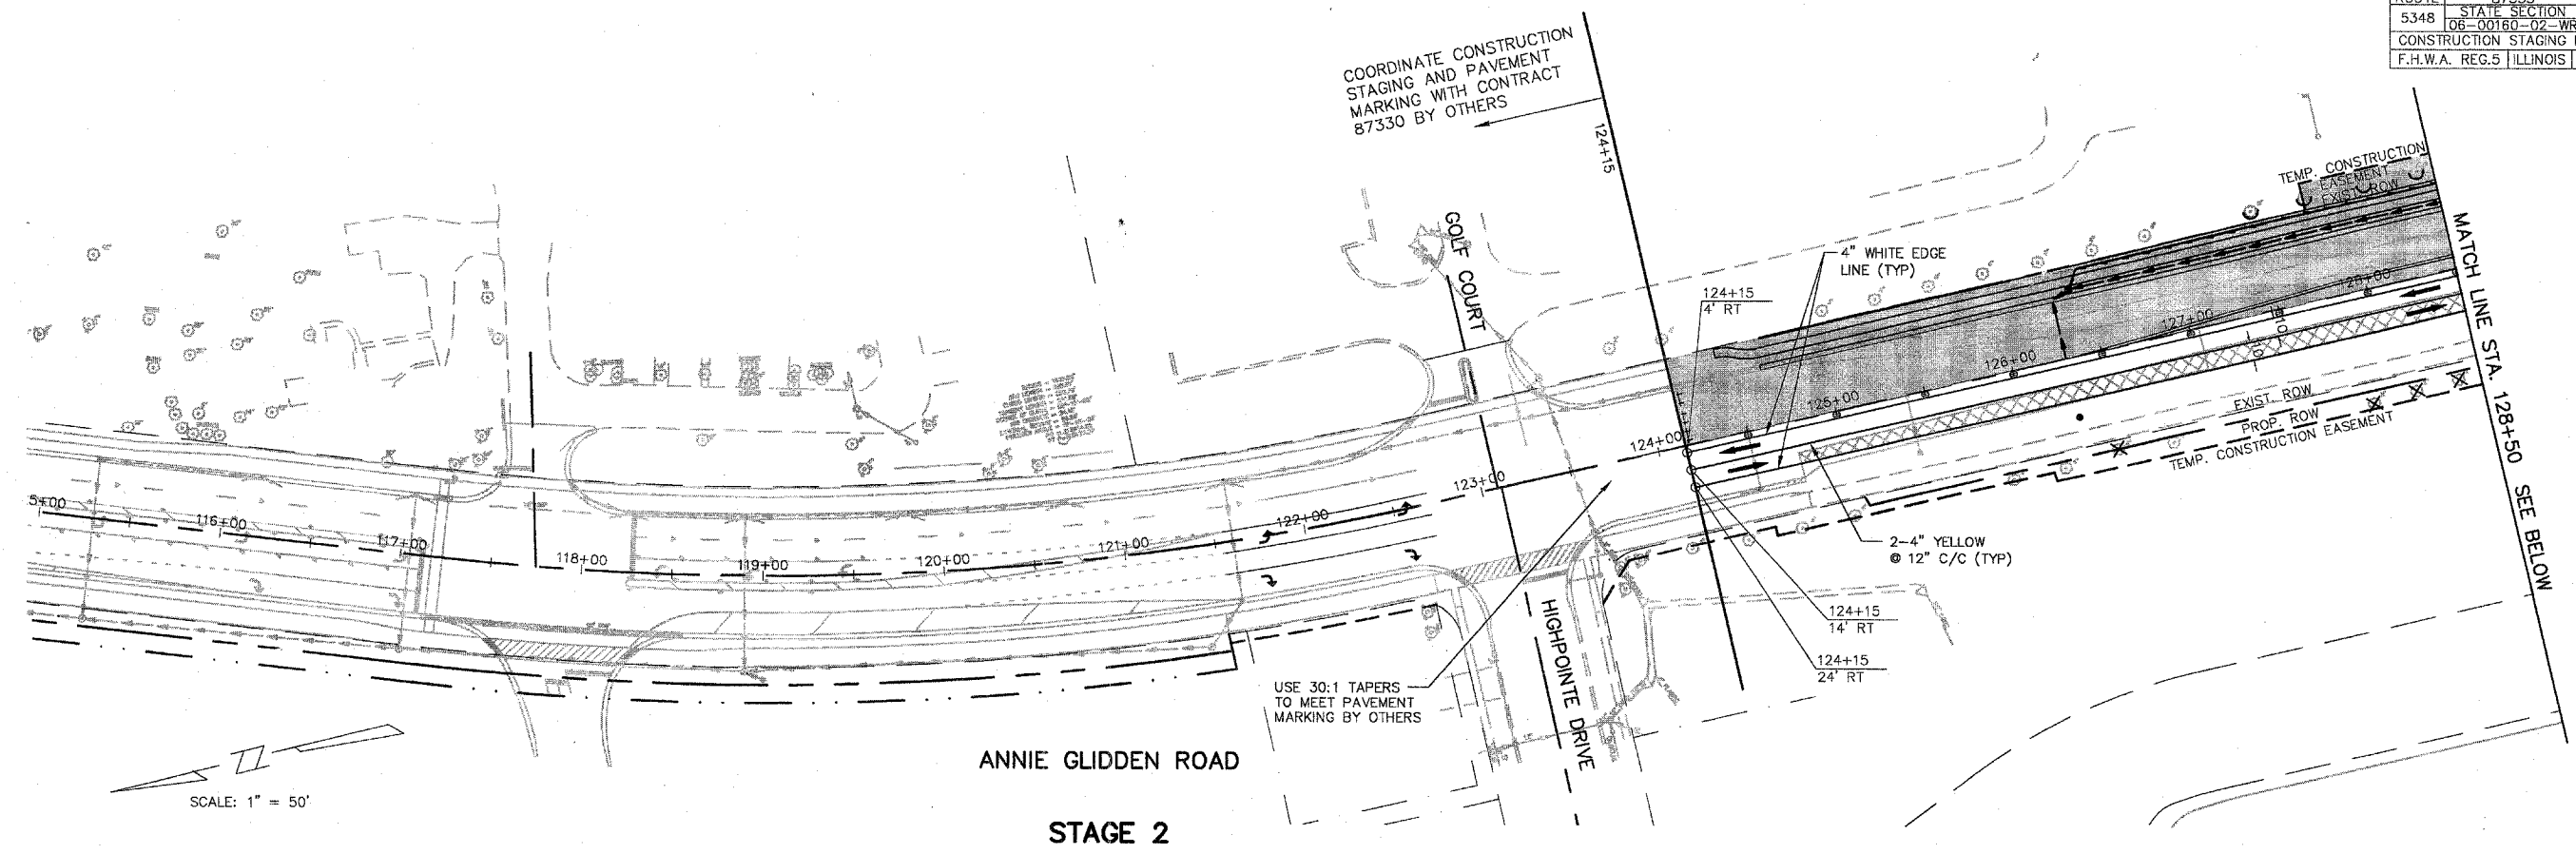 5348
STATE SECTION
06-00160-02-WR
CONSTRUCTION STAGING
F.H.W.A. REG.5 ILLINOIS
COORDINATE CONSTRUCTION
STAGING AND PAVEMENT
MARKING WITH CONTRACT
87330 BY OTHERS
124+15
TEMP. CONSTRUCTION
EASEMENT
EXIST. ROW
GOLF COURT
4" WHITE EDGE
LINE (TYP)
124+15
4' RT
MATCH LINE STA. 128+50 SEE BELOW
5+00
116+00
117+00
118+00
119+00
120+00
121+00
122+00
123+00
124+00
125+00
126+00
127+00
EXIST. ROW
PROP. ROW
TEMP. CONSTRUCTION EASEMENT
2-4" YELLOW
@ 12" C/C (TYP)
124+15
14' RT
124+15
24' RT
USE 30:1 TAPERS
TO MEET PAVEMENT
MARKING BY OTHERS
HIGHPOINTE DRIVE
ANNIE GLIDDEN ROAD
SCALE: 1" = 50'
STAGE 2